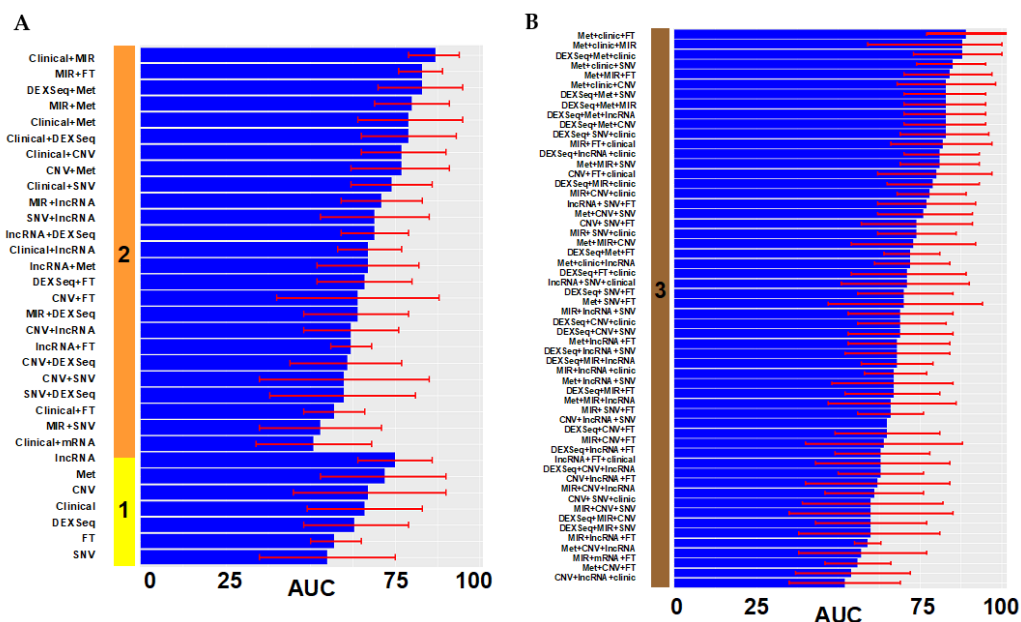 A
Clinical+MIR
MIR+FT
DEXSeq+Met
MIR+Met
Clinical+Met
Clinical+DEXSeq
Clinical+CNV
CNV+Met
Clinical+SNV
MIR+lncRNA
SNV+lncRNA
lncRNA+DEXSeq
Clinical+lncRNA
lncRNA+Met
DEXSeq+FT
CNV+FT
MIR+DEXSeq
CNV+lncRNA
lncRNA+FT
CNV+DEXSeq
CNV+SNV
SNV+DEXSeq
Clinical+FT
MIR+SNV
Clinical+mRNA
lncRNA
Met
CNV
Clinical
DEXSeq
FT
SNV
2
1
0 25 75 100
AUC
B
Met+clinic+FT
Met+clinic+MIR
DEXSeq+Met+clinic
Met+clinic+SNV
Met+MIR+FT
Met+clinic+CNV
DEXSeq+Met+SNV
DEXSeq+Met+MIR
DEXSeq+Met+lncRNA
DEXSeq+Met+CNV
DEXSeq+SNV+clinic
MIR+FT+clinical
DEXSeq+lncRNA+clinic
Met+MIR+SNV
CNV+FT+clinical
DEXSeq+MIR+clinic
MIR+CNV+clinic
lncRNA+SNV+FT
Met+CNV+SNV
CNV+SNV+FT
MIR+SNV+clinic
Met+MIR+CNV
DEXSeq+Met+FT
Met+clinic+lncRNA
DEXSeq+FT+clinic
lncRNA+SNV+clinical
DEXSeq+SNV+FT
Met+SNV+FT
MIR+lncRNA+SNV
DEXSeq+CNV+clinic
DEXSeq+CNV+SNV
Met+lncRNA+FT
DEXSeq+lncRNA+SNV
DEXSeq+MIR+lncRNA
MIR+lncRNA+clinic
Met+lncRNA+SNV
DEXSeq+MIR+FT
Met+MIR+lncRNA
MIR+SNV+FT
CNV+lncRNA+SNV
DEXSeq+CNV+FT
MIR+CNV+FT
DEXSeq+lncRNA+FT
lncRNA+FT+clinical
DEXSeq+CNV+lncRNA
CNV+lncRNA+FT
MIR+CNV+lncRNA
CNV+SNV+clinic
MIR+CNV+SNV
DEXSeq+MIR+CNV
DEXSeq+MIR+SNV
MIR+lncRNA+FT
Met+CNV+lncRNA
MIR+mRNA+FT
Met+CNV+FT
CNV+lncRNA+clinic
3
0 25 75 100
AUC